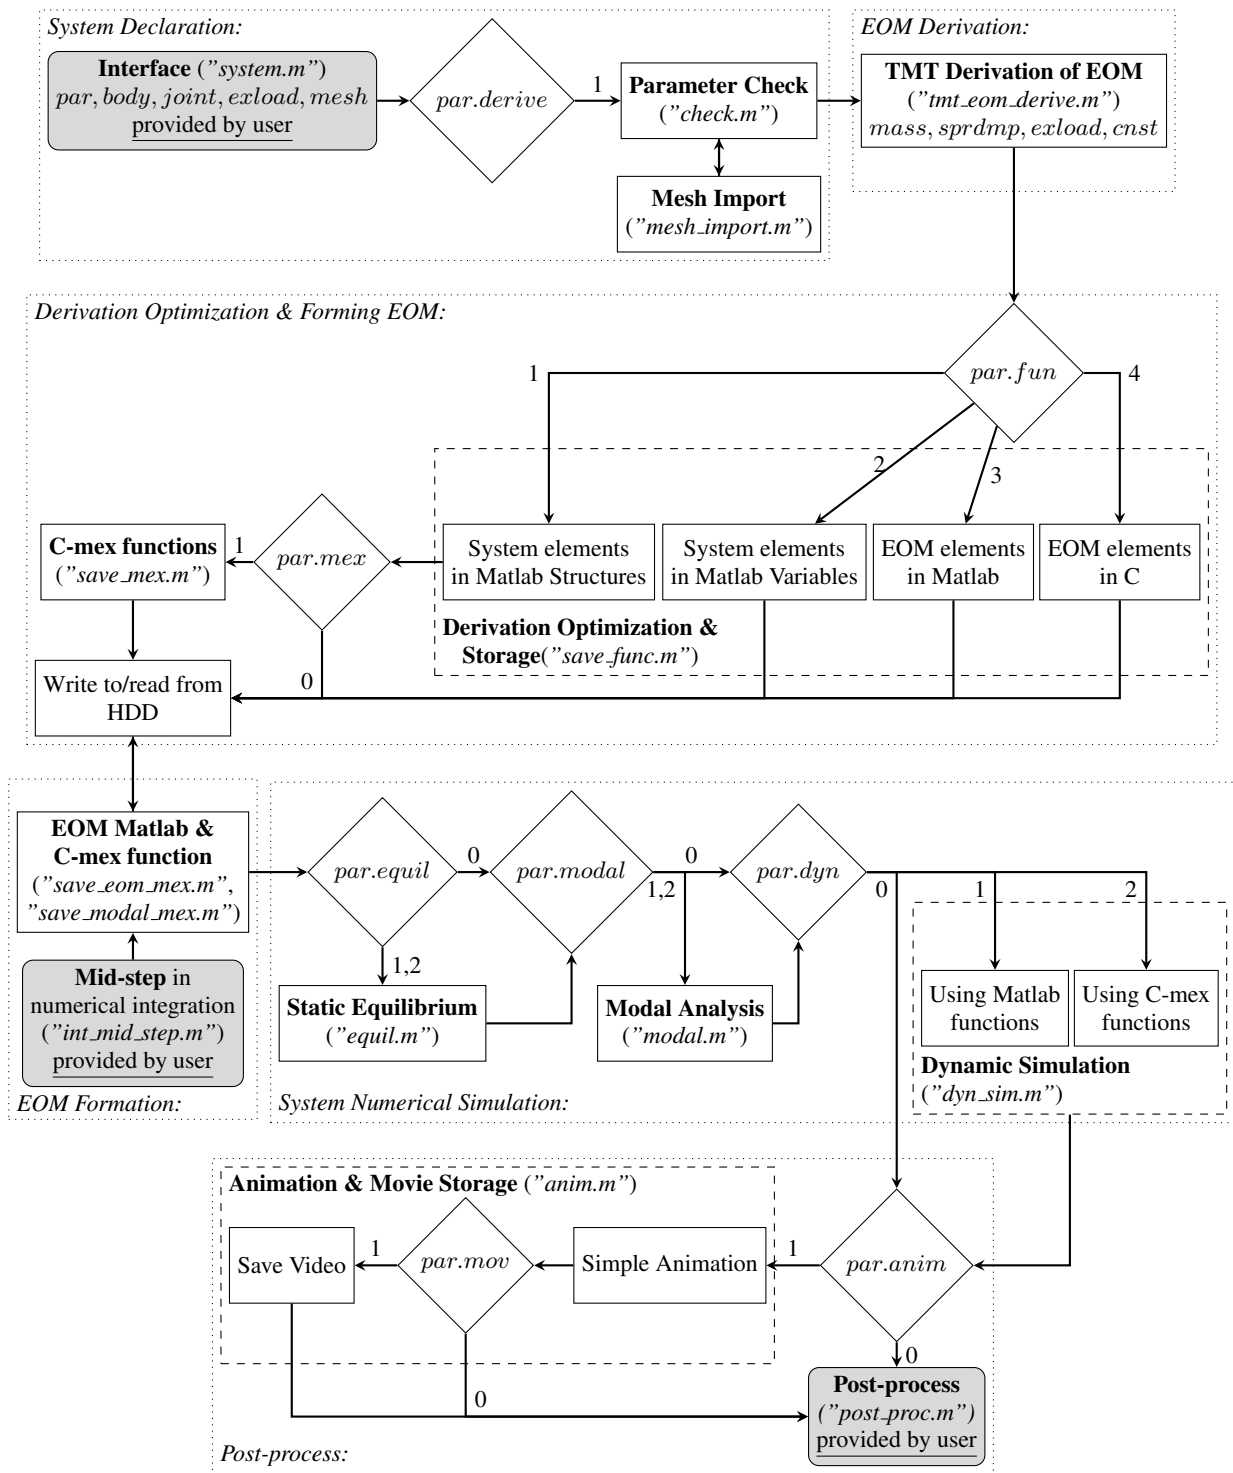 System Declaration:
Interface ("system.m")
par, body, joint, exload, mesh
provided by user
par.derive
1
Parameter Check
("check.m")
Mesh Import
("mesh_import.m")
EOM Derivation:
TMT Derivation of EOM
("tmt_eom_derive.m")
mass, sprdmp, exload, cnst
Derivation Optimization & Forming EOM:
par.fun
1
2
3
4
System elements
in Matlab Structures
System elements
in Matlab Variables
EOM elements
in Matlab
EOM elements
in C
Derivation Optimization &
Storage("save_func.m")
par.mex
1
0
C-mex functions
("save_mex.m")
Write to/read from
HDD
EOM Matlab &
C-mex function
("save_eom_mex.m",
"save_modal_mex.m")
Mid-step in
numerical integration
("int_mid_step.m")
provided by user
EOM Formation:
par.equil
0
1,2
Static Equilibrium
("equil.m")
par.modal
0
1,2
Modal Analysis
("modal.m")
par.dyn
0
1
2
Using Matlab
functions
Using C-mex
functions
Dynamic Simulation
("dyn_sim.m")
System Numerical Simulation:
Animation & Movie Storage ("anim.m")
Save Video
1
par.mov
0
Simple Animation
1
par.anim
0
Post-process
("post_proc.m")
provided by user
Post-process: